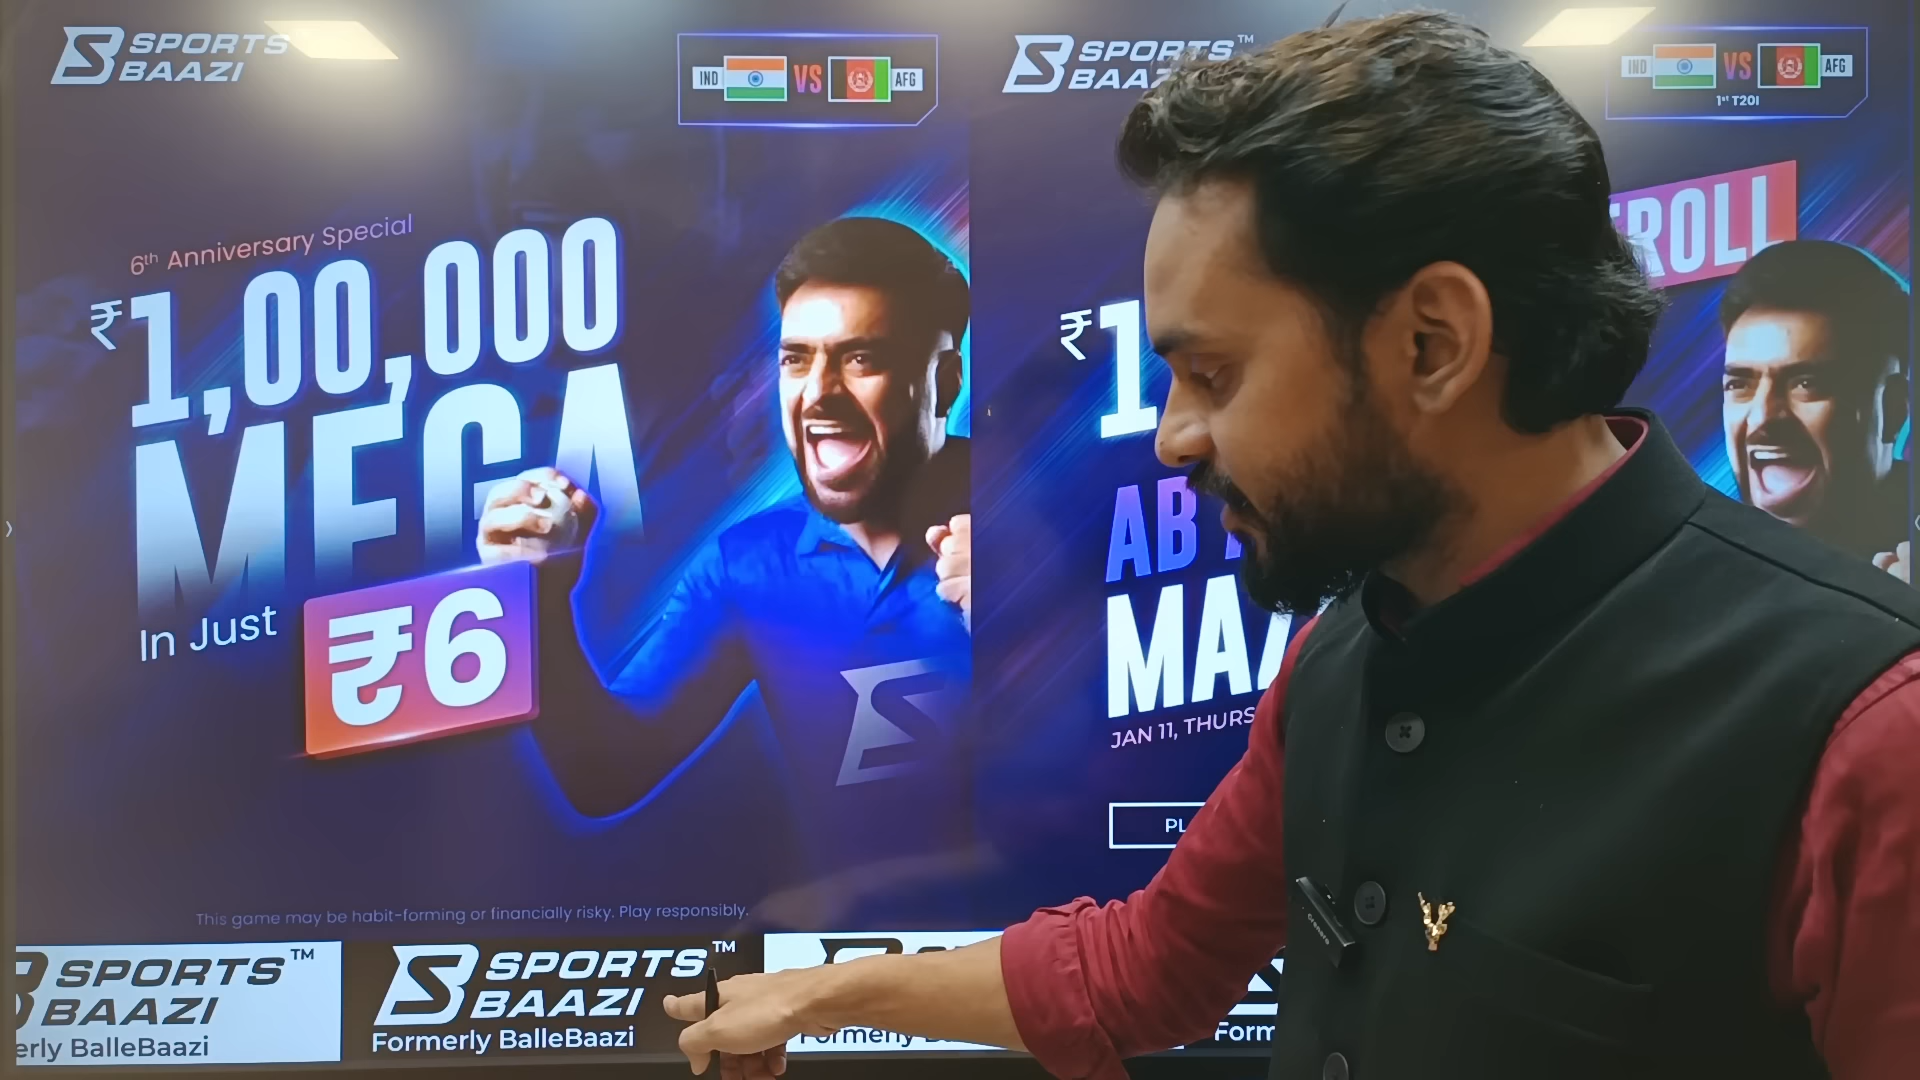 SPORTS™
BAAZI
IND VS AFG
6th Anniversary Special
₹1,00,000
MEGA
In Just ₹6
This game may be habit-forming or financially risky. Play responsibly.
SPORTS™
BAAZI
IND VS AFG
1st T20I
ROLL
₹1
AB
MAA
JAN 11, THURS
PL
SPORTS™
BAAZI
erly BalleBaazi
SPORTS™
BAAZI
Formerly BalleBaazi
Formerly
Form